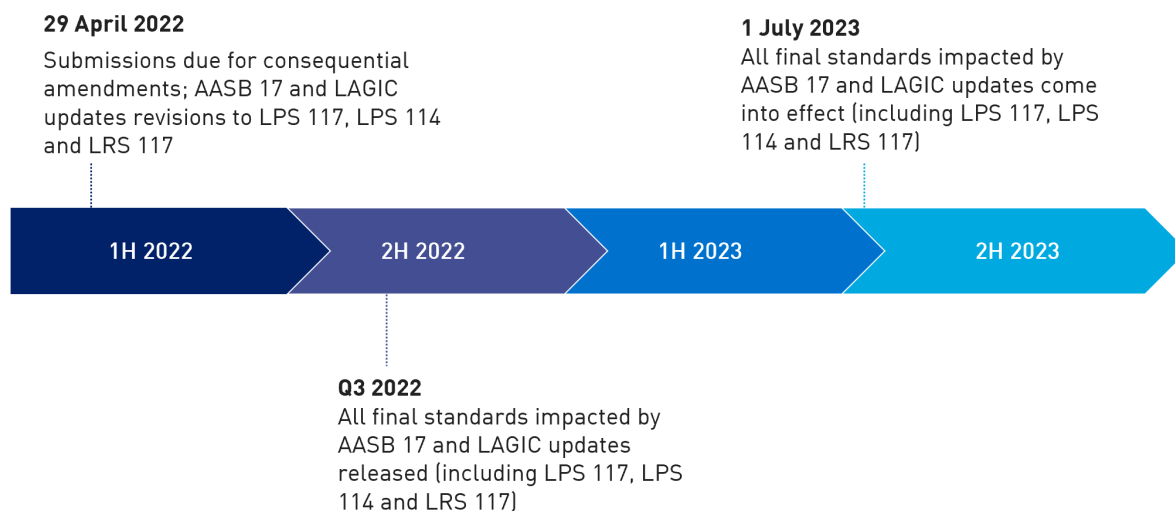 29 April 2022
Submissions due for consequential
amendments; AASB 17 and LAGIC
updates revisions to LPS 117, LPS 114
and LRS 117
1 July 2023
All final standards impacted by
AASB 17 and LAGIC updates come
into effect (including LPS 117, LPS
114 and LRS 117)
1H 2022
2H 2022
1H 2023
2H 2023
Q3 2022
All final standards impacted by
AASB 17 and LAGIC updates
released (including LPS 117, LPS
114 and LRS 117)